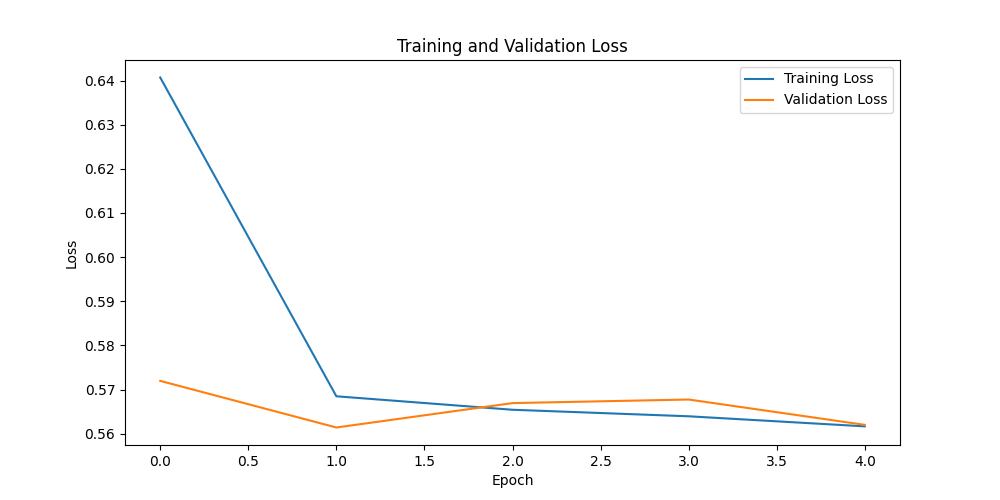 Training and Validation Loss
Training Loss
Validation Loss
0.64
0.63
0.62
0.61
0.60
0.59
0.58
0.57
0.56
Loss
0.0 0.5 1.0 1.5 2.0 2.5 3.0 3.5 4.0
Epoch